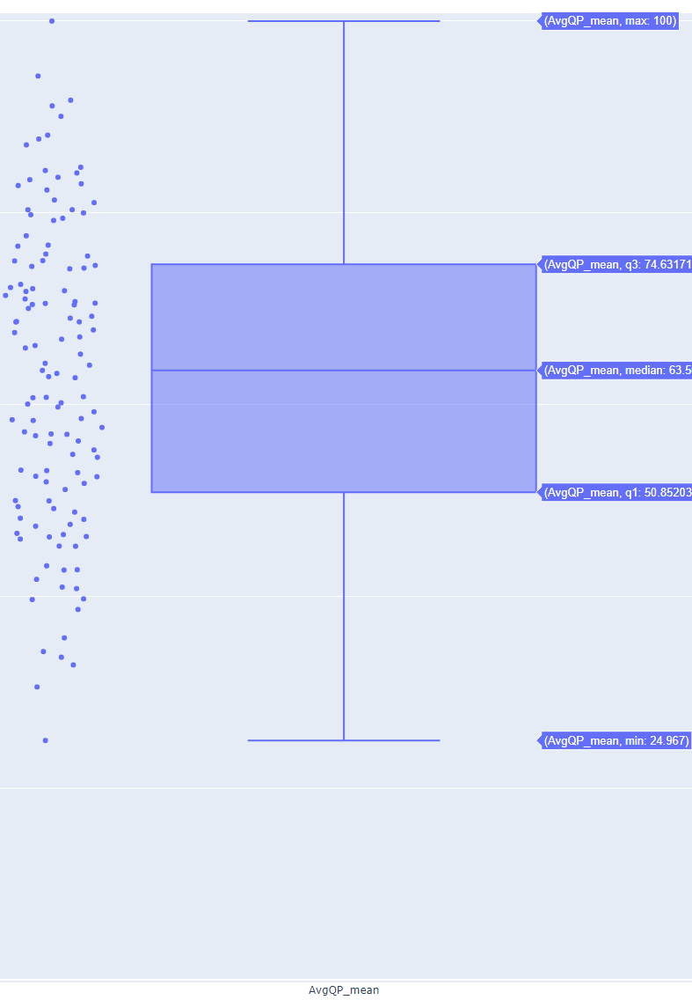 (AvgQP_mean, max: 100)
(AvgQP_mean, q3: 74.63171
(AvgQP_mean, median: 63.5
(AvgQP_mean, q1: 50.85203
(AvgQP_mean, min: 24.967)
AvgQP_mean